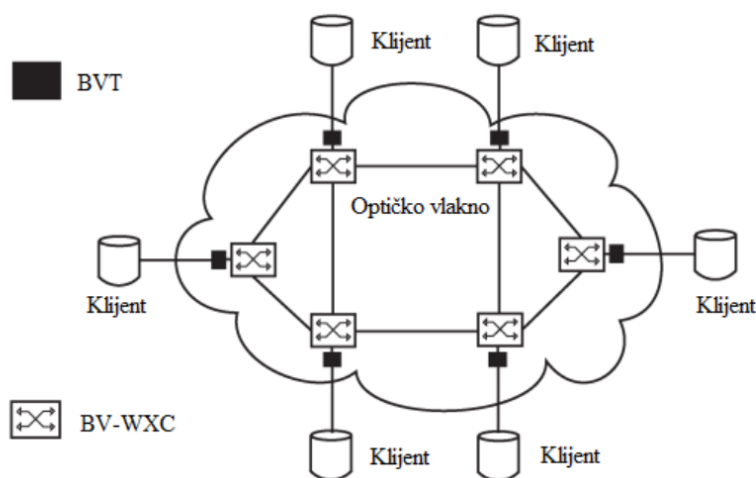 Klijent
Klijent
BVT
Optičko vlakno
Klijent
Klijent
BV-WXC
Klijent
Klijent